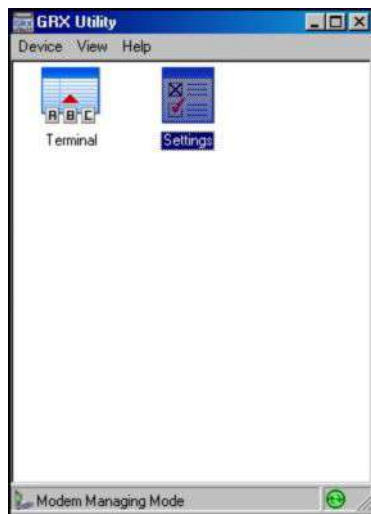 GRX Utility
Device View Help
A B C
Terminal Settings
Modem Managing Mode